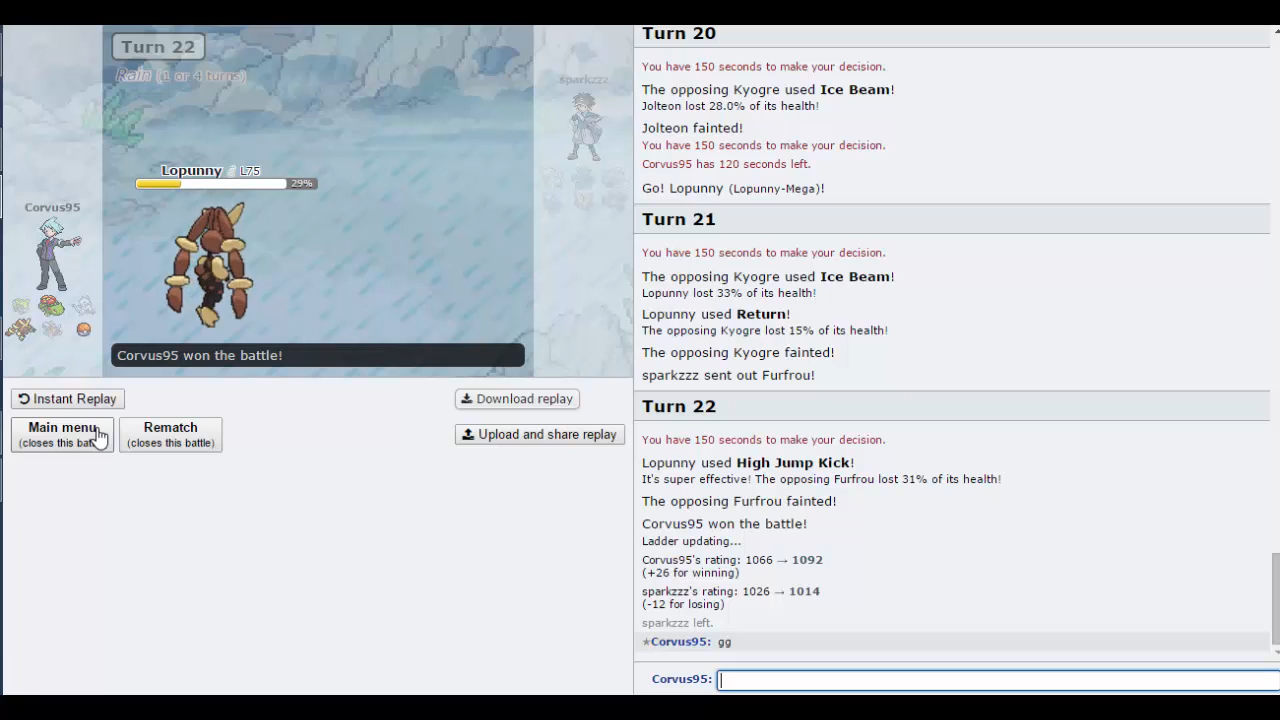 Turn 22
Rain (1 or 4 turns)
Sparkzzz
Lopunny L75
29%
Corvus95
Corvus95 won the battle!
Instant Replay
Download replay
Main menu
(closes this batt
Rematch
(closes this battle)
Upload and share replay
Turn 20
You have 150 seconds to make your decision.
The opposing Kyogre used Ice Beam!
Jolteon lost 28.0% of its health!
Jolteon fainted!
You have 150 seconds to make your decision.
Corvus95 has 120 seconds left.
Go! Lopunny (Lopunny-Mega)!
Turn 21
You have 150 seconds to make your decision.
The opposing Kyogre used Ice Beam!
Lopunny lost 33% of its health!
Lopunny used Return!
The opposing Kyogre lost 15% of its health!
The opposing Kyogre fainted!
sparkzzz sent out Furfrou!
Turn 22
You have 150 seconds to make your decision.
Lopunny used High Jump Kick!
It's super effective! The opposing Furfrou lost 31% of its health!
The opposing Furfrou fainted!
Corvus95 won the battle!
Ladder updating...
Corvus95's rating: 1066 → 1092
(+26 for winning)
sparkzzz's rating: 1026 → 1014
(-12 for losing)
sparkzzz left.
★Corvus95: gg
Corvus95: